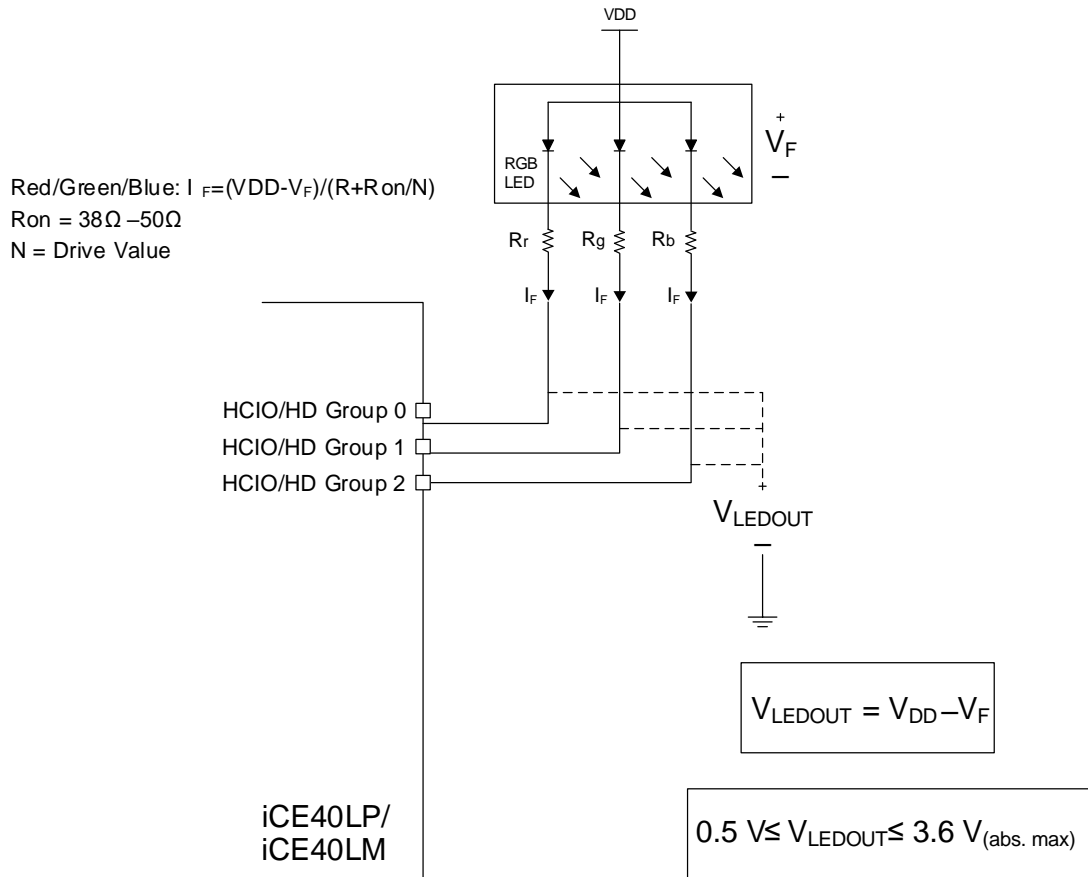 VDD
+
V_F
–
RGB
LED
Red/Green/Blue: I F=(VDD-V_F)/(R+Ron/N)
Ron = 38Ω –50Ω
N = Drive Value
Rr Rg Rb
I_F I_F I_F
HCIO/HD Group 0
HCIO/HD Group 1
HCIO/HD Group 2
+
V_LEDOUT
–
V_LEDOUT = V_DD –V_F
iCE40LP/
iCE40LM
0.5 V≤ V_LEDOUT≤ 3.6 V(abs. max)